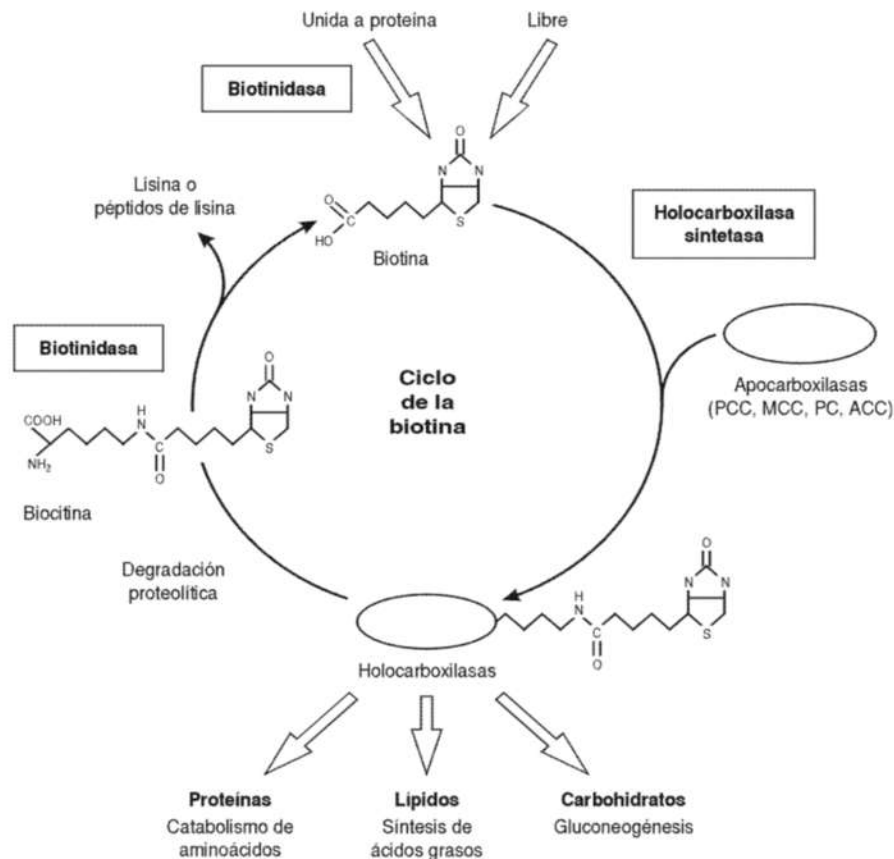 Unida a proteína
Libre
Biotinidasa
O
N
N
S
O
C
HO
Biotina
Lisina o
péptidos de lisina
Holocarboxilasa
sintetasa
Biotinidasa
Ciclo
de la
biotina
Apocarboxilasas
(PCC, MCC, PC, ACC)
O
N
N
COOH
H
N
S
C
NH₂
O
Biocitina
Degradación
proteolítica
O
N
N
H
N
S
C
O
Holocarboxilasas
Proteínas
Catabolismo de
aminoácidos
Lípidos
Síntesis de
ácidos grasos
Carbohidratos
Gluconeogénesis